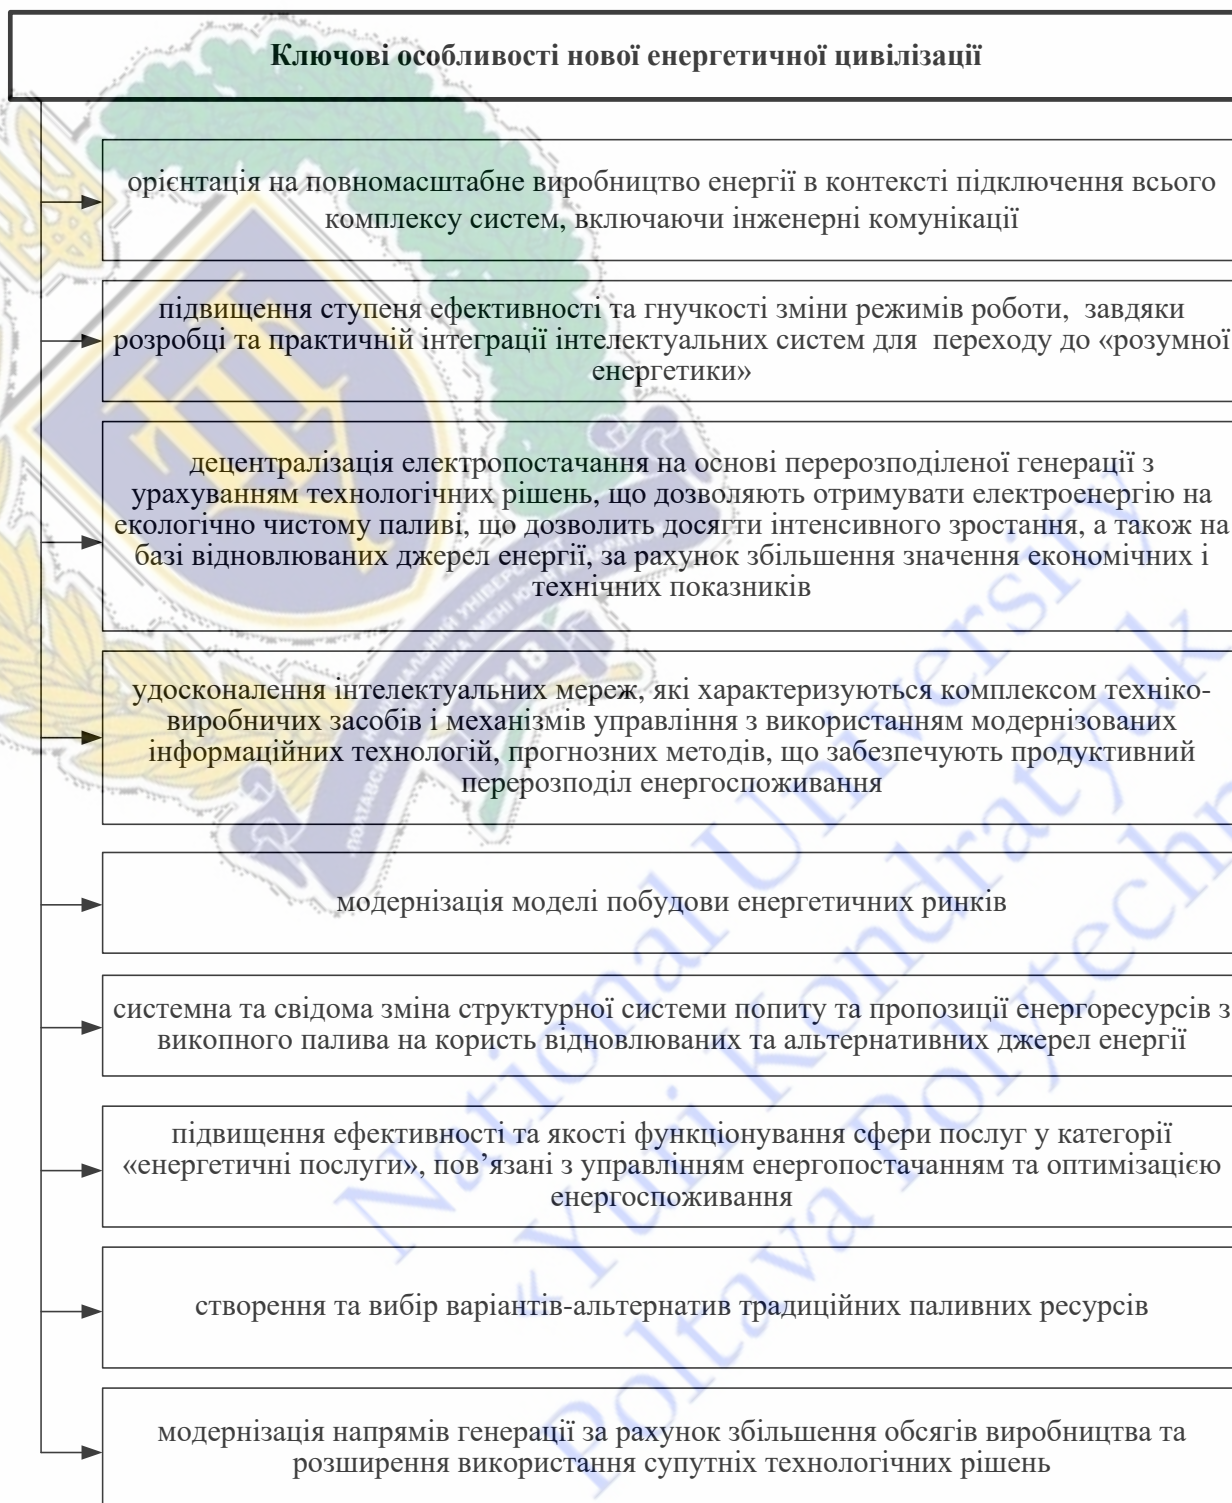 Ключові особливості нової енергетичної цивілізації
орієнтація на повномасштабне виробництво енергії в контексті підключення всього
комплексу систем, включаючи інженерні комунікації
підвищення ступеня ефективності та гнучкості зміни режимів роботи, завдяки
розробці та практичній інтеграції інтелектуальних систем для переходу до «розумної
енергетики»
децентралізація електропостачання на основі перерозподіленої генерації з
урахуванням технологічних рішень, що дозволяють отримувати електроенергію на
екологічно чистому паливі, що дозволить досягти інтенсивного зростання, а також на
базі відновлюваних джерел енергії, за рахунок збільшення значення економічних і
технічних показників
удосконалення інтелектуальних мереж, які характеризуються комплексом техніко-
виробничих засобів і механізмів управління з використанням модернізованих
інформаційних технологій, прогнозних методів, що забезпечують продуктивний
перерозподіл енергоспоживання
модернізація моделі побудови енергетичних ринків
системна та свідома зміна структурної системи попиту та пропозиції енергоресурсів з
викопного палива на користь відновлюваних та альтернативних джерел енергії
підвищення ефективності та якості функціонування сфери послуг у категорії
«енергетичні послуги», пов’язані з управлінням енергопостачанням та оптимізацією
енергоспоживання
створення та вибір варіантів-альтернатив традиційних паливних ресурсів
модернізація напрямів генерації за рахунок збільшення обсягів виробництва та
розширення використання супутніх технологічних рішень
1818
National University
«Yuri Kondratyuk
Poltava Polytechn